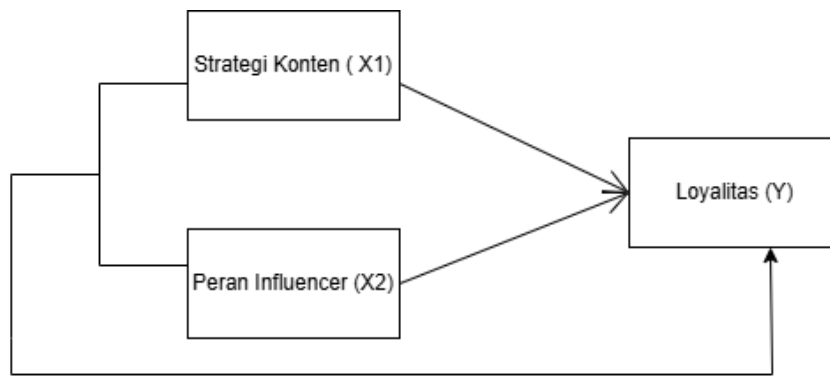 Strategi Konten ( X1)
Loyalitas (Y)
Peran Influencer (X2)